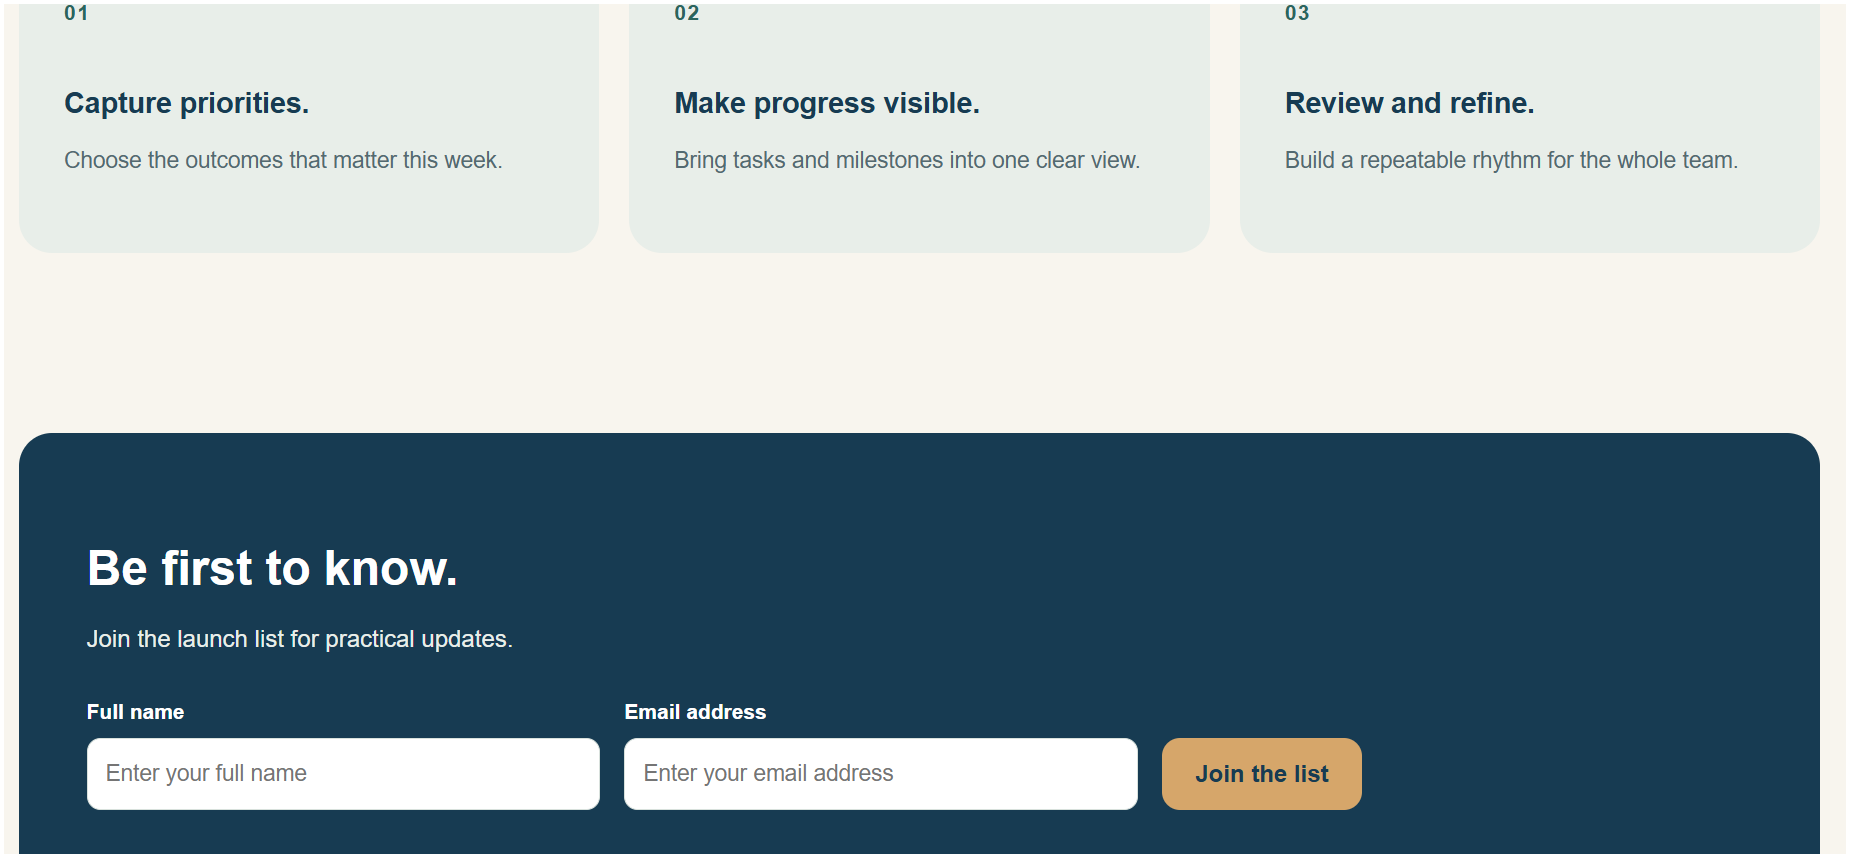 01
02
03
Capture priorities.
Make progress visible.
Review and refine.
Choose the outcomes that matter this week.
Bring tasks and milestones into one clear view.
Build a repeatable rhythm for the whole team.
Be first to know.
Join the launch list for practical updates.
Full name
Email address
Enter your full name
Enter your email address
Join the list